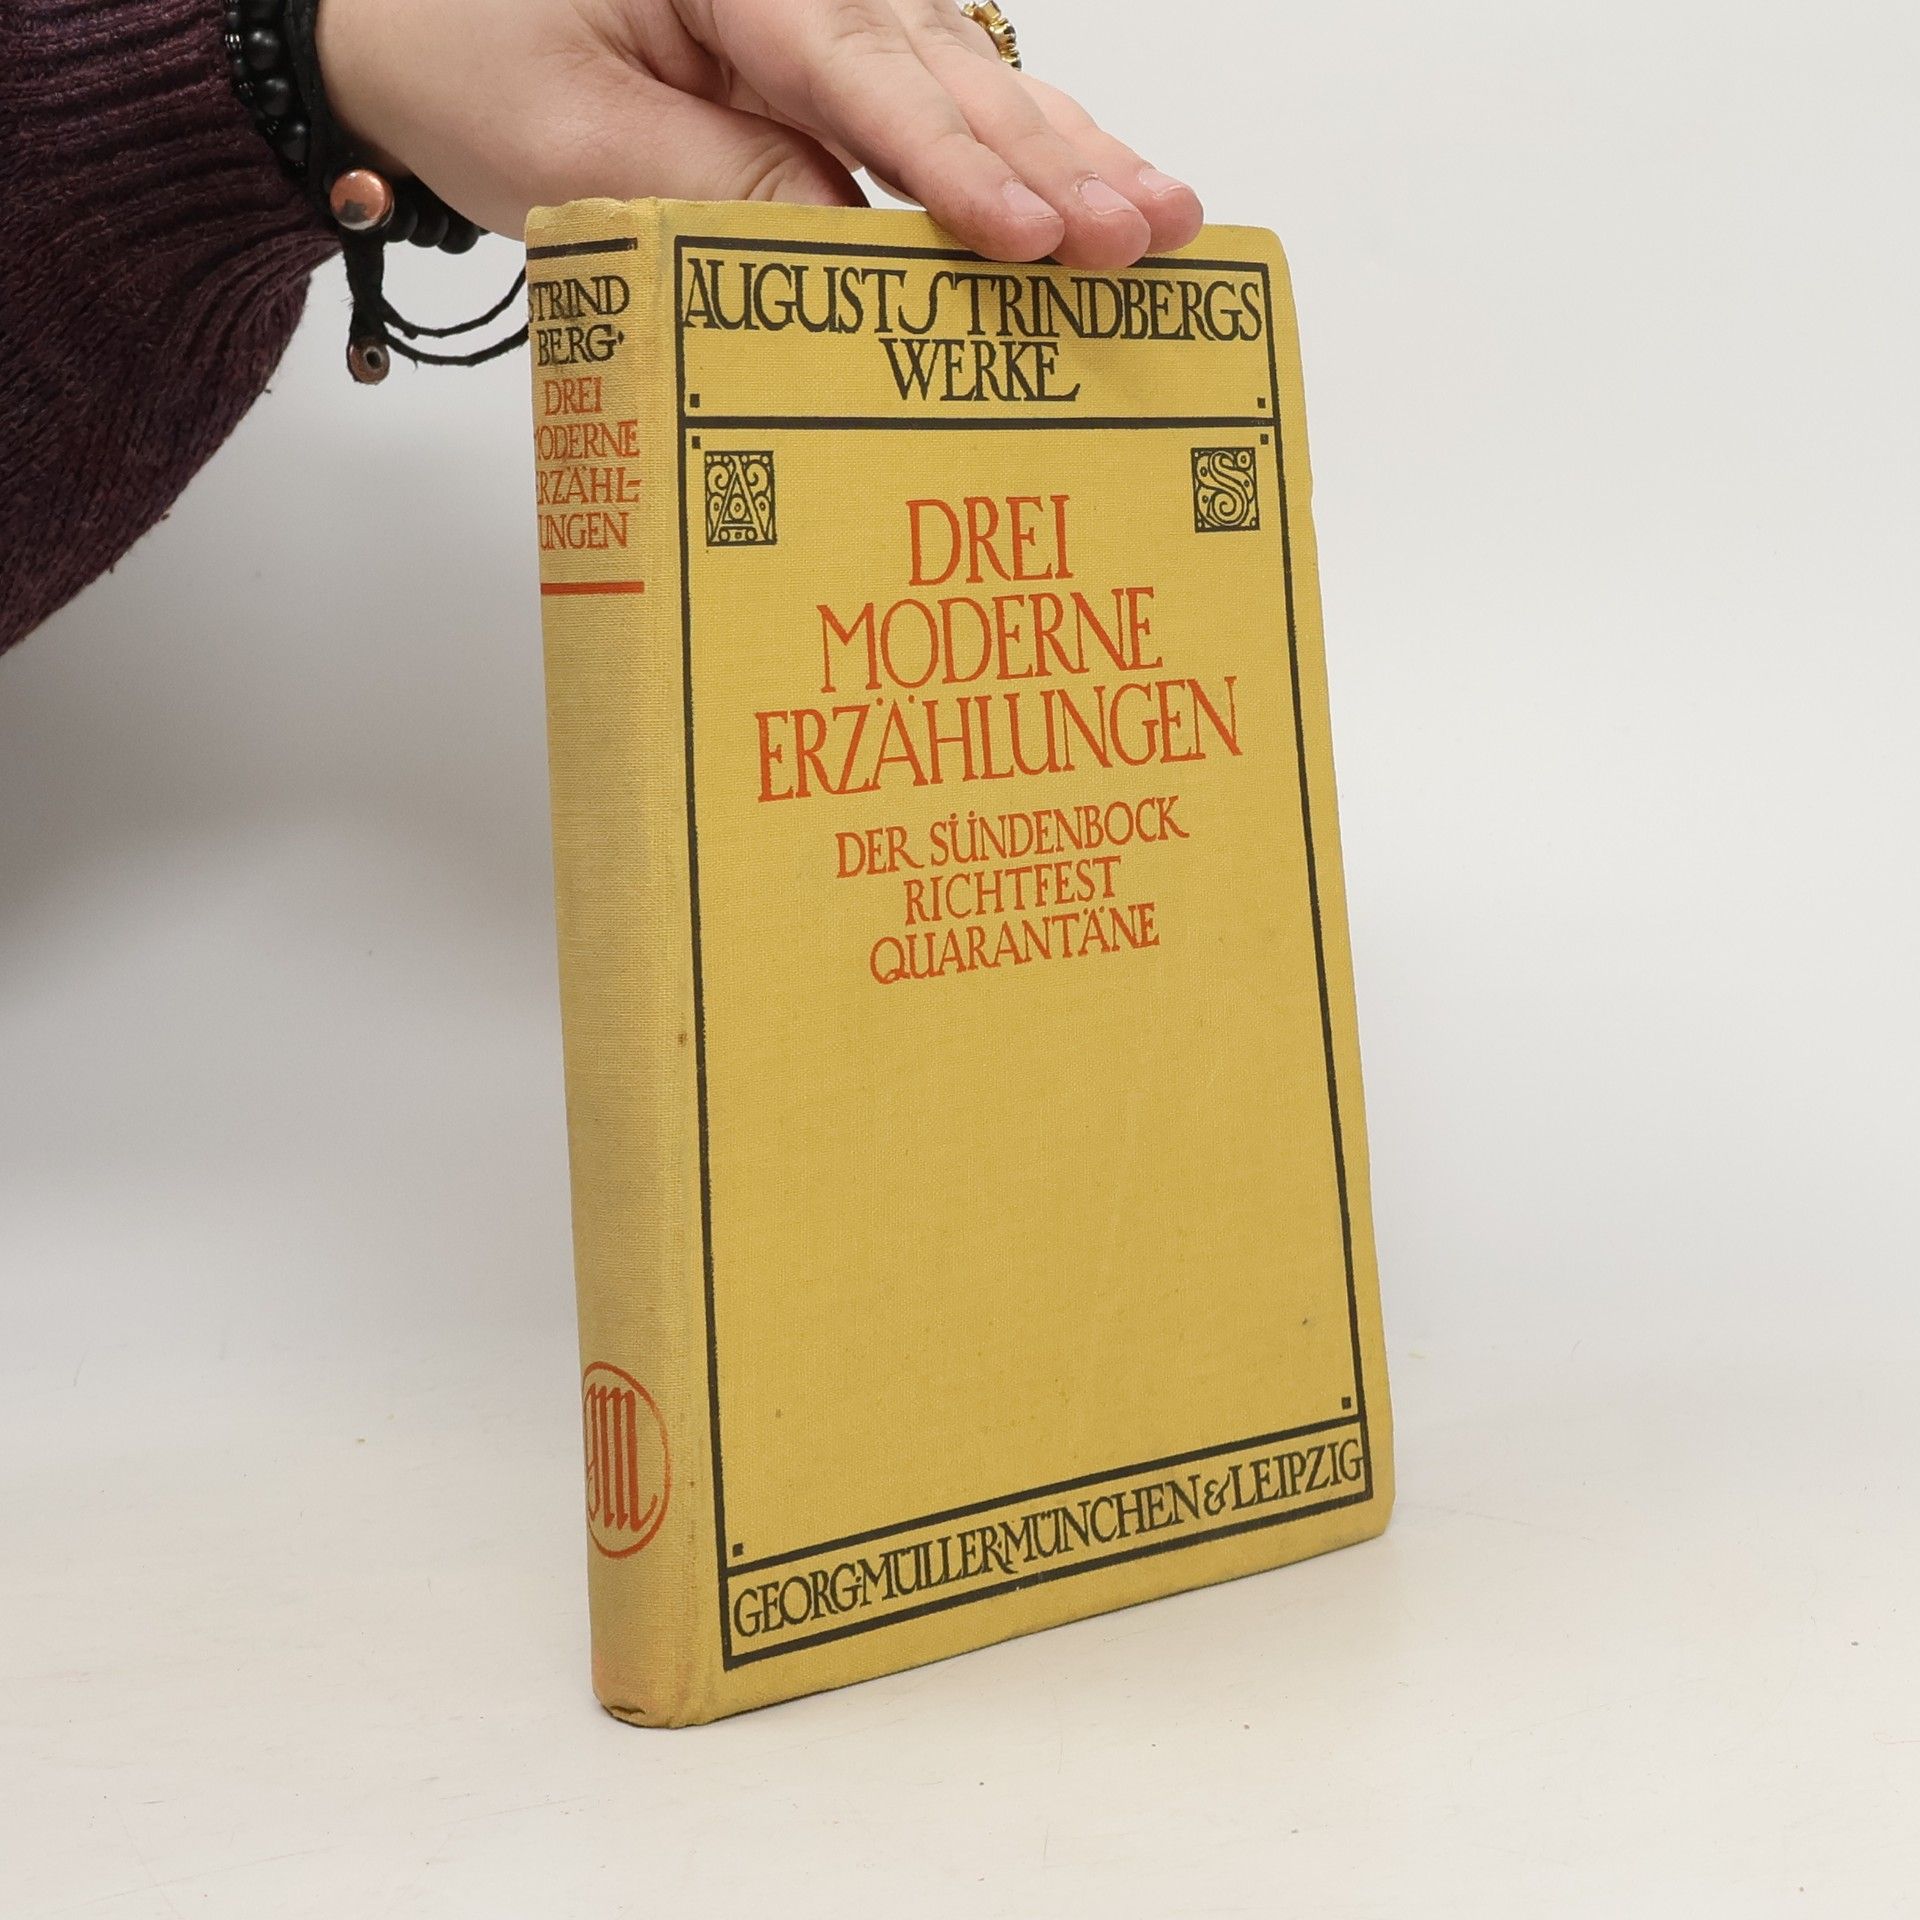 STRIND
BERG·
DREI
MODERNE
ERZÄHL=
UNGEN
AUGUST STRINDBERGS
WERKE
A S
DREI
MODERNE
ERZÄHLUNGEN
DER SÜNDENBOCK
RICHTFEST
QUARANTÄNE
GEORG·MÜLLER·MÜNCHEN&LEIPZIG
GM